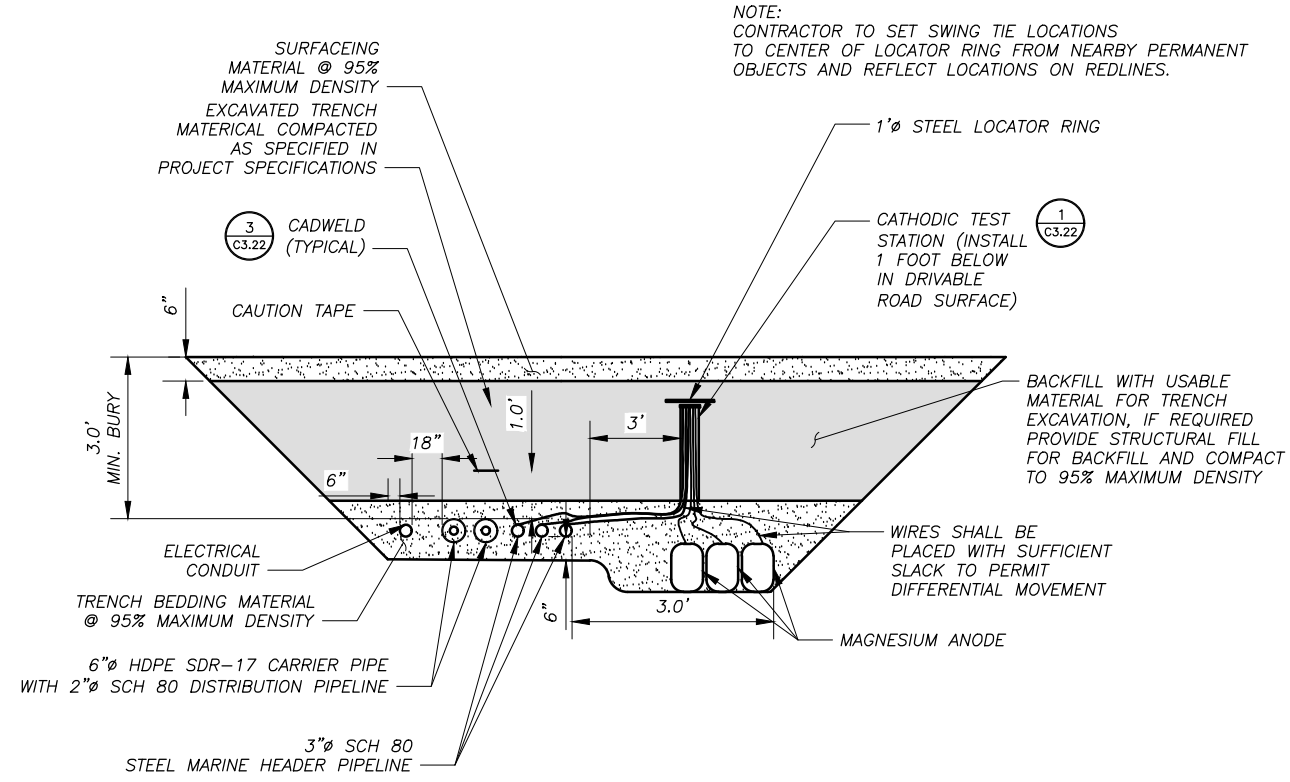 NOTE:
CONTRACTOR TO SET SWING TIE LOCATIONS
TO CENTER OF LOCATOR RING FROM NEARBY PERMANENT
OBJECTS AND REFLECT LOCATIONS ON REDLINES.
SURFACEING
MATERIAL @ 95%
MAXIMUM DENSITY
EXCAVATED TRENCH
MATERICAL COMPACTED
AS SPECIFIED IN
PROJECT SPECIFICATIONS
1'ø STEEL LOCATOR RING
3
C3.22
CADWELD
(TYPICAL)
CATHODIC TEST
STATION (INSTALL
1 FOOT BELOW
IN DRIVABLE
ROAD SURFACE)
1
C3.22
CAUTION TAPE
6"
3.0'
MIN. BURY
6"
18"
1.0'
3'
BACKFILL WITH USABLE
MATERIAL FOR TRENCH
EXCAVATION, IF REQUIRED
PROVIDE STRUCTURAL FILL
FOR BACKFILL AND COMPACT
TO 95% MAXIMUM DENSITY
ELECTRICAL
CONDUIT
WIRES SHALL BE
PLACED WITH SUFFICIENT
SLACK TO PERMIT
DIFFERENTIAL MOVEMENT
TRENCH BEDDING MATERIAL
@ 95% MAXIMUM DENSITY
6"
3.0'
MAGNESIUM ANODE
6"ø HDPE SDR-17 CARRIER PIPE
WITH 2"ø SCH 80 DISTRIBUTION PIPELINE
3"ø SCH 80
STEEL MARINE HEADER PIPELINE